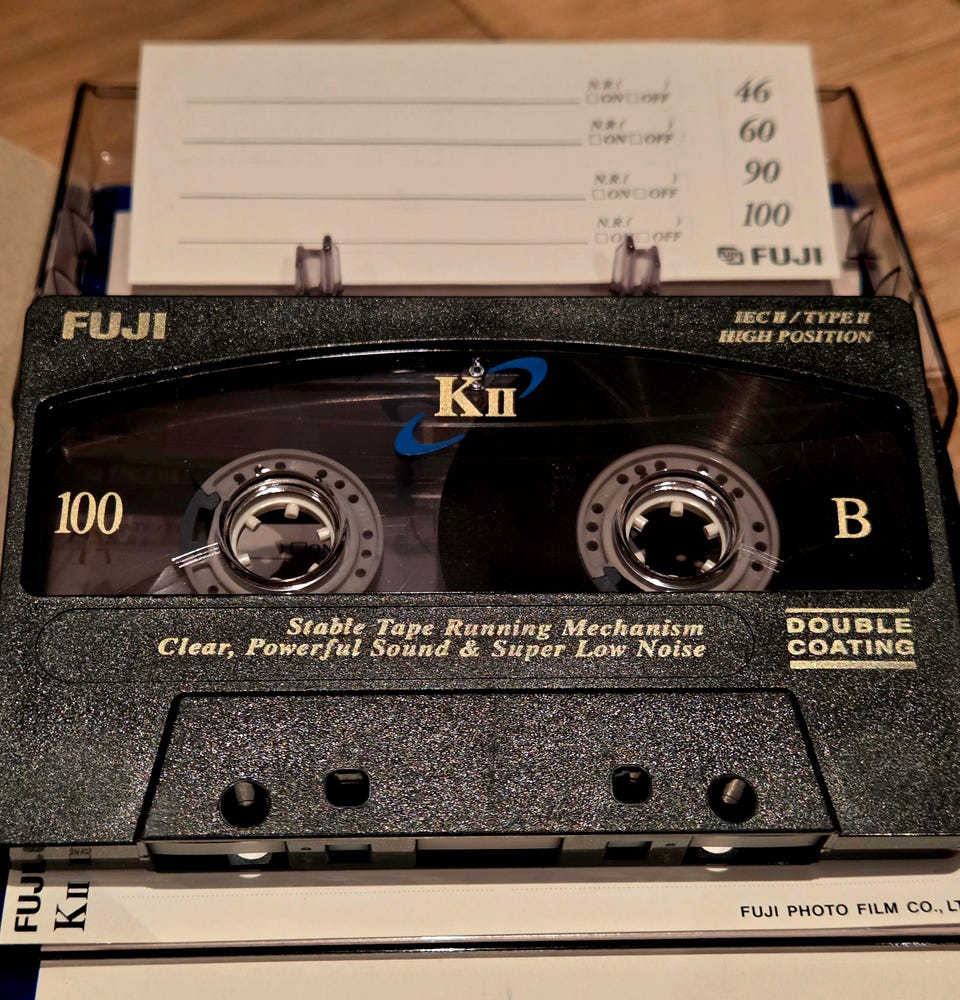 N.R.( )
□ON□OFF
46
N.R.( )
□ON□OFF
60
N.R.( )
□ON□OFF
90
N.R.( )
□ON□OFF
100
FUJI
FUJI
IEC II / TYPE II
HIGH POSITION
KII
100
B
Stable Tape Running Mechanism
Clear, Powerful Sound & Super Low Noise
DOUBLE
COATING
FUJI
KII
FUJI PHOTO FILM CO., LT